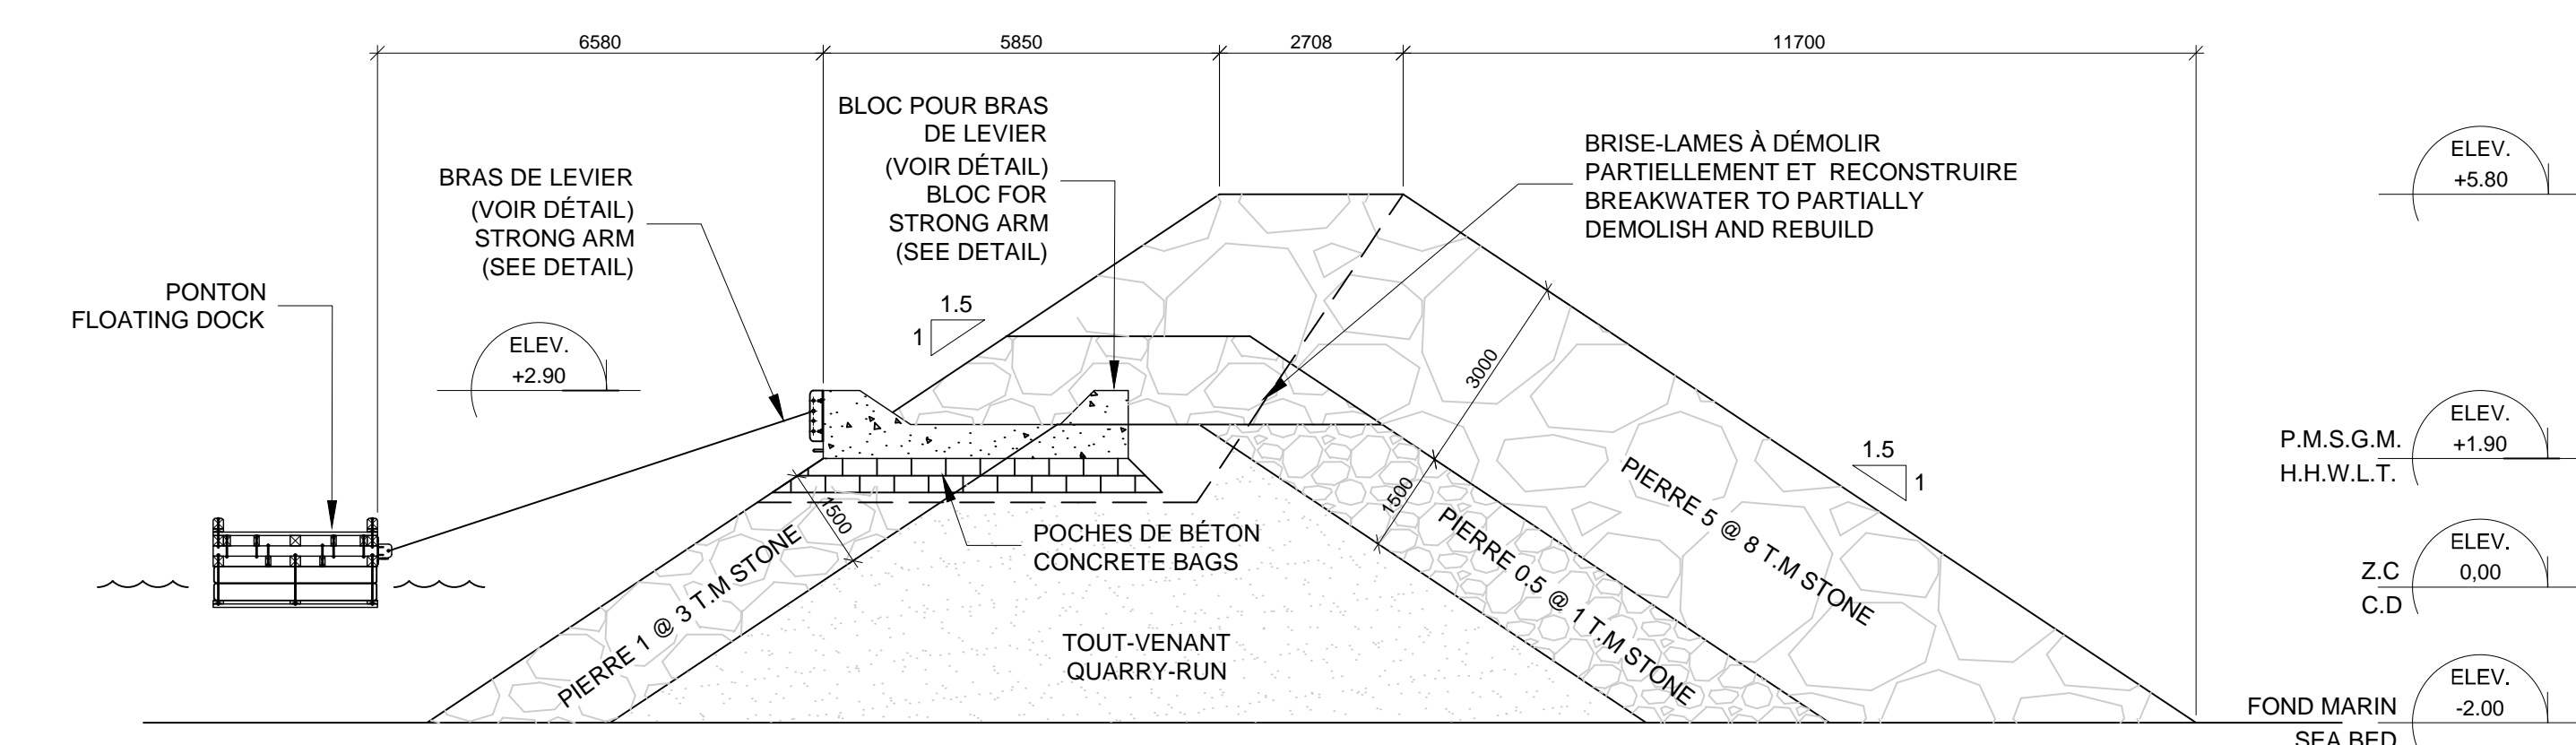 6580
5850
2708
11700
BLOC POUR BRAS
DE LEVIER
(VOIR DÉTAIL)
BLOC FOR
STRONG ARM
(SEE DETAIL)
BRISE-LAMES À DÉMOLIR
PARTIELLEMENT ET RECONSTRUIRE
BREAKWATER TO PARTIALLY
DEMOLISH AND REBUILD
ELEV.
+5.80
BRAS DE LEVIER
(VOIR DÉTAIL)
STRONG ARM
(SEE DETAIL)
PONTON
FLOATING DOCK
1.5
1
ELEV.
+2.90
3000
1.5
1
P.M.S.G.M.
H.H.W.L.T.
ELEV.
+1.90
1500
1500
PIERRE 1 @ 3 T.M STONE
POCHES DE BÉTON
CONCRETE BAGS
PIERRE 0.5 @ 1 T.M STONE
PIERRE 5 @ 8 T.M STONE
Z.C
C.D
ELEV.
0,00
TOUT-VENANT
QUARRY-RUN
FOND MARIN
SEA BED
ELEV.
-2.00